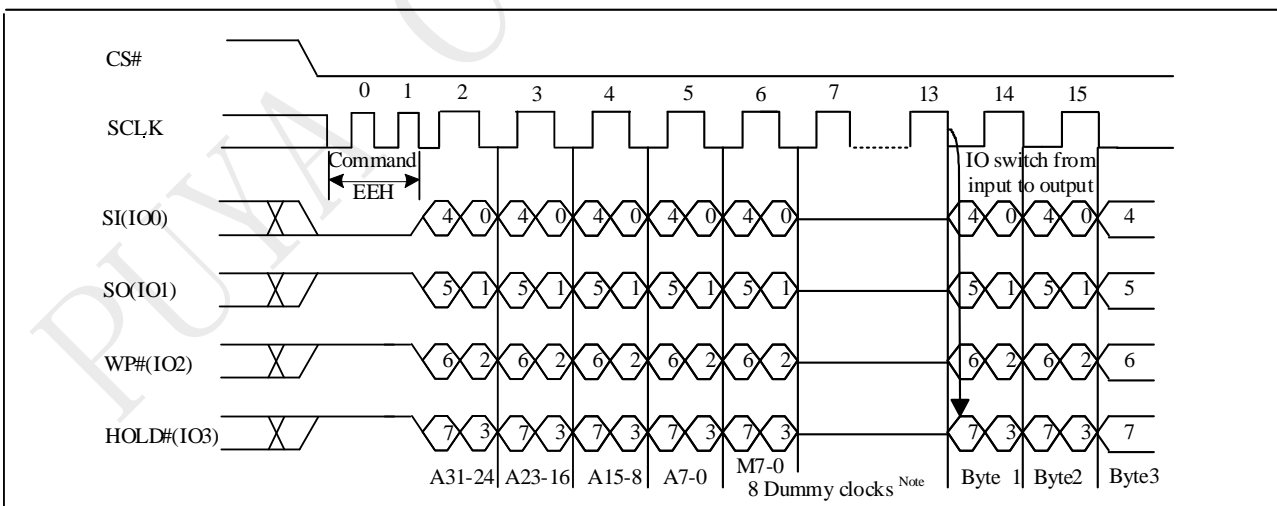 PUYA
CS#
0 1 2 3 4 5 6 7 13 14 15
SCLK
Command
EEH
IO switch from
input to output
SI(IO0)
4 0 4 0 4 0 4 0 4 0 4 0 4 0 4
SO(IO1)
5 1 5 1 5 1 5 1 5 1 5 1 5 1 5
WP#(IO2)
6 2 6 2 6 2 6 2 6 2 6 2 6 2 6
HOLD#(IO3)
7 3 7 3 7 3 7 3 7 3 7 3 7 3 7
A31-24 A23-16 A15-8 A7-0 M7-0 Byte 1 Byte2 Byte3
8 Dummy clocks Note